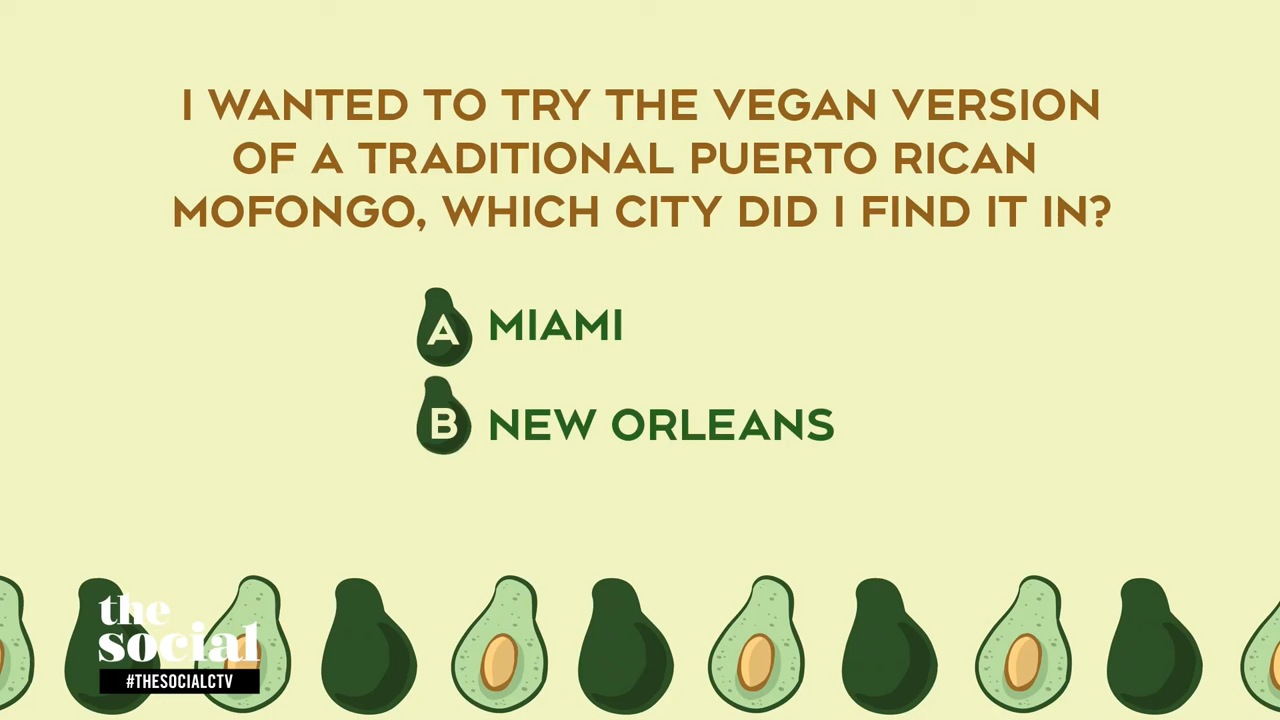 I WANTED TO TRY THE VEGAN VERSION
OF A TRADITIONAL PUERTO RICAN
MOFONGO, WHICH CITY DID I FIND IT IN?
A MIAMI
B NEW ORLEANS
the
social
#THESOCIALCTV